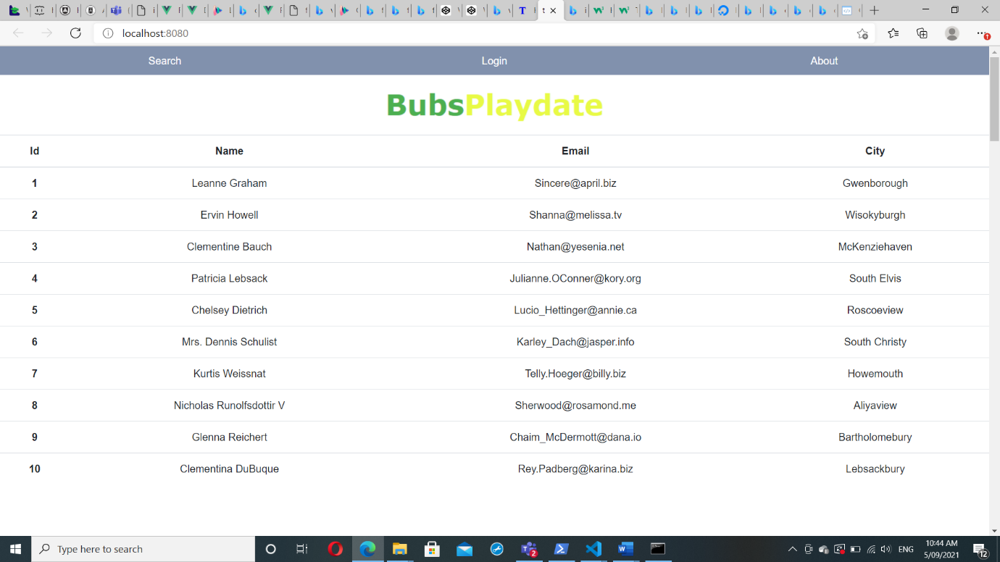 localhost:8080
Search Login About
BubsPlaydate
Id Name Email City
1 Leanne Graham Sincere@april.biz Gwenborough
2 Ervin Howell Shanna@melissa.tv Wisokyburgh
3 Clementine Bauch Nathan@yesenia.net McKenziehaven
4 Patricia Lebsack Julianne.OConner@kory.org South Elvis
5 Chelsey Dietrich Lucio_Hettinger@annie.ca Roscoeview
6 Mrs. Dennis Schulist Karley_Dach@jasper.info South Christy
7 Kurtis Weissnat Telly.Hoeger@billy.biz Howemouth
8 Nicholas Runolfsdottir V Sherwood@rosamond.me Aliyaview
9 Glenna Reichert Chaim_McDermott@dana.io Bartholomebury
10 Clementina DuBuque Rey.Padberg@karina.biz Lebsackbury
Type here to search 2 ENG 10:44 AM 12
5/09/2021